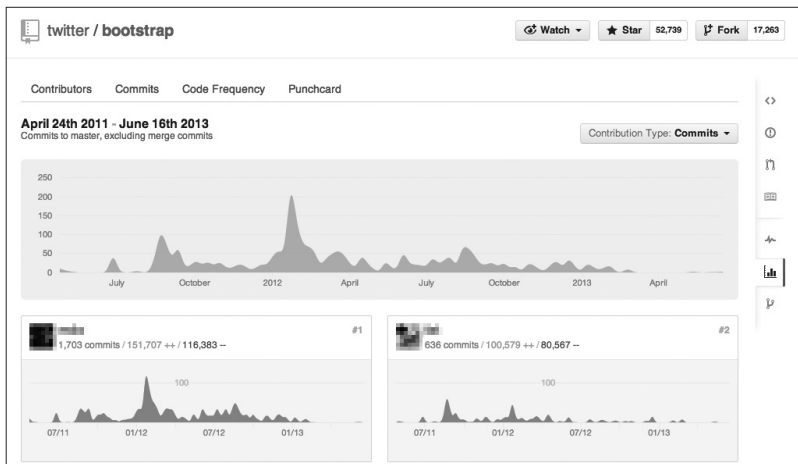 twitter / bootstrap
Watch
Star 52,739
Fork 17,263
Contributors Commits Code Frequency Punchcard
April 24th 2011 - June 16th 2013
Commits to master, excluding merge commits
Contribution Type: Commits
250
200
150
100
50
0
July October 2012 April July October 2013 April
#1
1,703 commits / 151,707 ++ / 116,383 --
100
07/11 01/12 07/12 01/13
#2
636 commits / 100,579 ++ / 80,567 --
100
07/11 01/12 07/12 01/13